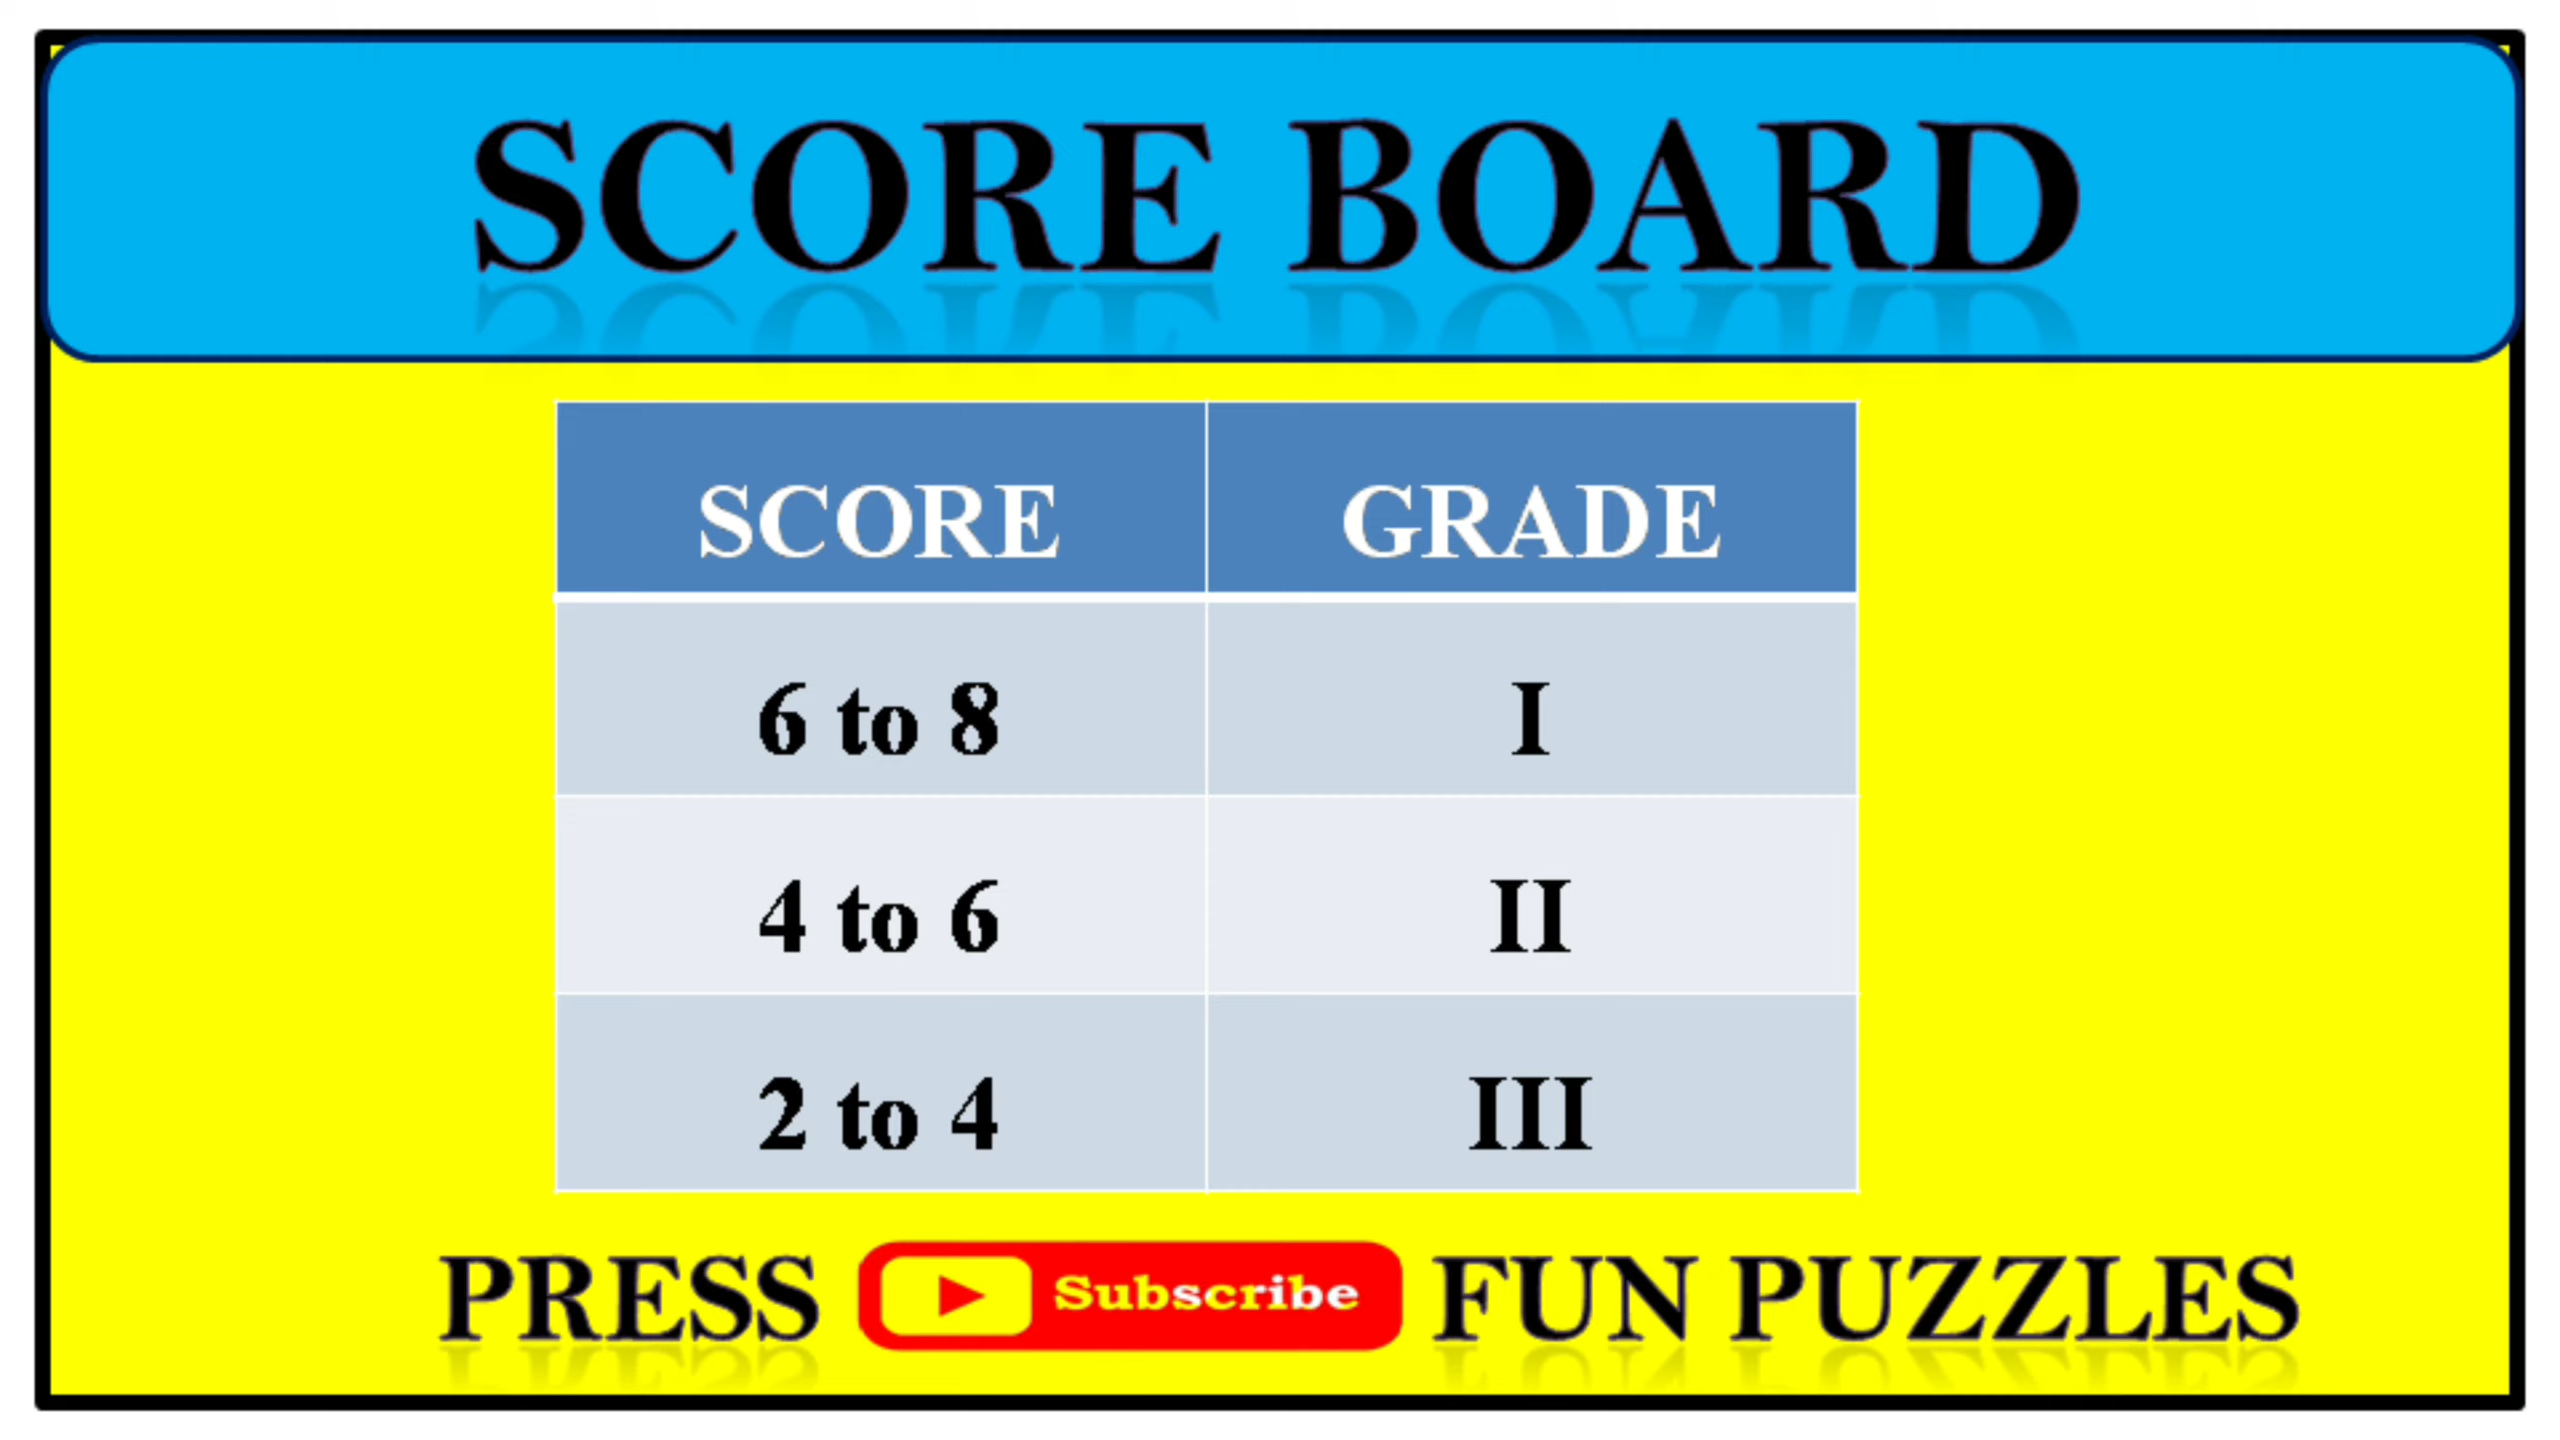 SCORE BOARD
SCORE GRADE
6 to 8 I
4 to 6 II
2 to 4 III
PRESS Subscribe FUN PUZZLES